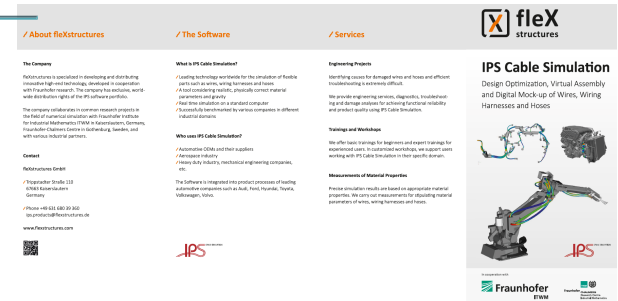 / About fleXstructures
The Company
fleXstructures is specialized in developing and distributing
innovative high-end technology, developed in cooperation
with Fraunhofer research. The company has exclusive, world-
wide distribution rights of the IPS software portfolio.
The company collaborates in common research projects in
the field of numerical simulation with Fraunhofer Institute
for Industrial Mathematics ITWM in Kaiserslautern, Germany,
Fraunhofer-Chalmers Centre in Gothenburg, Sweden, and
with various industrial partners.
Contact
fleXstructures GmbH
/ Trippstadter Straße 110
67663 Kaiserslautern
Germany
/ Phone +49 631 680 39 360
ips.products@flexstructures.de
www.flexstructures.com
/ The Software
What is IPS Cable Simulation?
/ Leading technology worldwide for the simulation of flexible
parts such as wires, wiring harnesses and hoses
/ A tool considering realistic, physically correct material
parameters and gravity
/ Real time simulation on a standard computer
/ Successfully benchmarked by various companies in different
industrial domains
Who uses IPS Cable Simulation?
/ Automotive OEMs and their suppliers
/ Aerospace industry
/ Heavy duty industry, mechanical engineering companies,
etc.
The Software is integrated into product processes of leading
automotive companies such as Audi, Ford, Hyundai, Toyota,
Volkswagen, Volvo.
IPS
/ Services
Engineering Projects
Identifying causes for damaged wires and hoses and efficient
troubleshooting is extremely difficult.
We provide engineering services, diagnostics, troubleshoot-
ing and damage analyses for achieving functional reliability
and product quality using IPS Cable Simulation.
Trainings and Workshops
We offer basic trainings for beginners and expert trainings for
experienced users. In customized workshops, we support users
working with IPS Cable Simulation in their specific domain.
Measurements of Material Properties
Precise simulation results are based on appropriate material
properties. We carry out measurements for stipulating material
parameters of wires, wiring harnesses and hoses.
fleX
structures
IPS Cable Simulation
Design Optimization, Virtual Assembly
and Digital Mock-up of Wires, Wiring
Harnesses and Hoses
IPS
Fraunhofer
ITWM
Fraunhofer